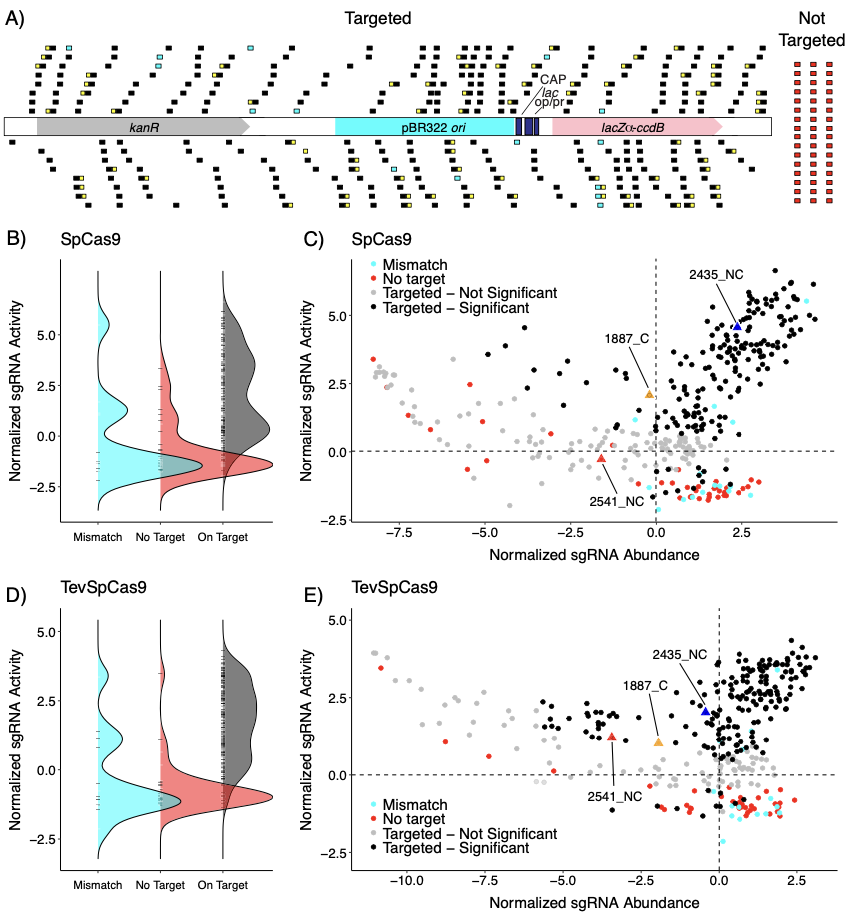 A)
Targeted
Not
Targeted
CAP
lac
op/pr
kanR
pBR322 ori
lacZα-ccdB
B)
SpCas9
Normalized sgRNA Activity
5.0
2.5
0.0
−2.5
Mismatch
No Target
On Target
C)
SpCas9
Mismatch
No target
Targeted − Not Significant
Targeted − Significant
2435_NC
1887_C
2541_NC
Normalized sgRNA Activity
5.0
2.5
0.0
−2.5
−7.5
−5.0
−2.5
0.0
2.5
Normalized sgRNA Abundance
D)
TevSpCas9
Normalized sgRNA Activity
5.0
2.5
0.0
−2.5
Mismatch
No Target
On Target
E)
TevSpCas9
2435_NC
1887_C
2541_NC
Mismatch
No target
Targeted − Not Significant
Targeted − Significant
Normalized sgRNA Activity
5.0
2.5
0.0
−2.5
−10.0
−7.5
−5.0
−2.5
0.0
2.5
Normalized sgRNA Abundance